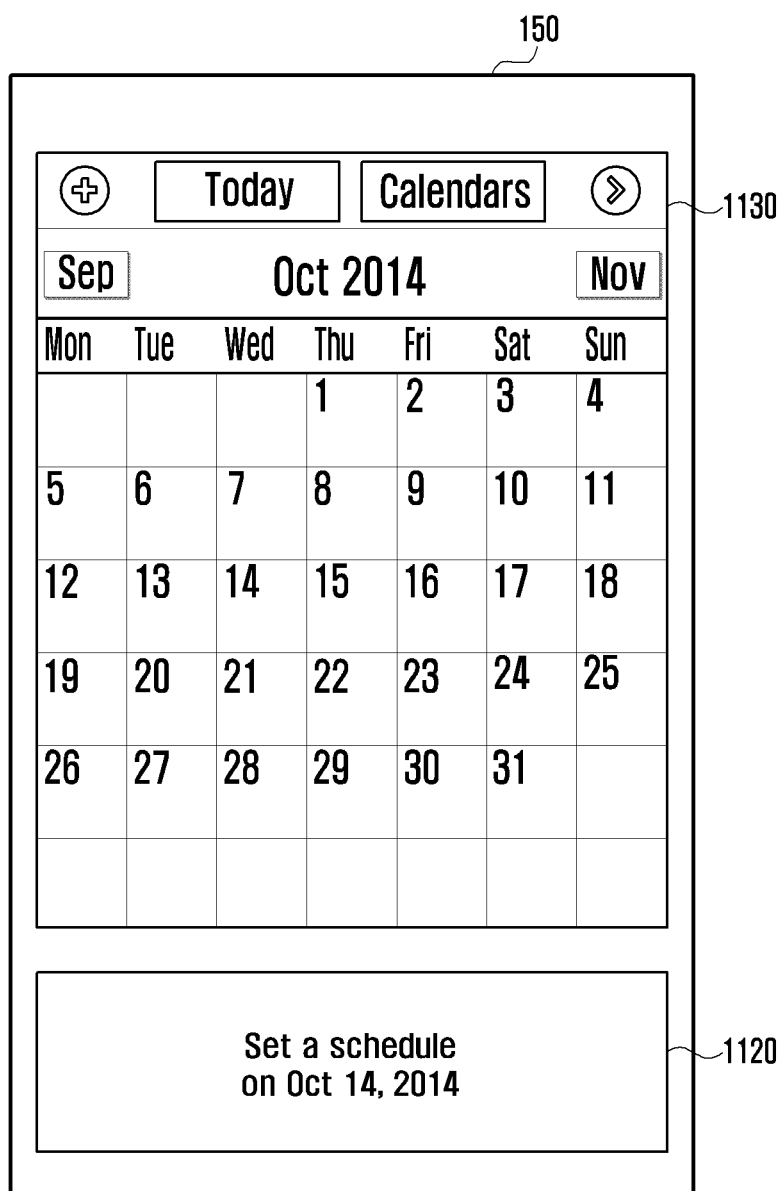 150
Today Calendars
1130
Sep Oct 2014 Nov
Mon Tue Wed Thu Fri Sat Sun
1 2 3 4
5 6 7 8 9 10 11
12 13 14 15 16 17 18
19 20 21 22 23 24 25
26 27 28 29 30 31
Set a schedule
on Oct 14, 2014
1120